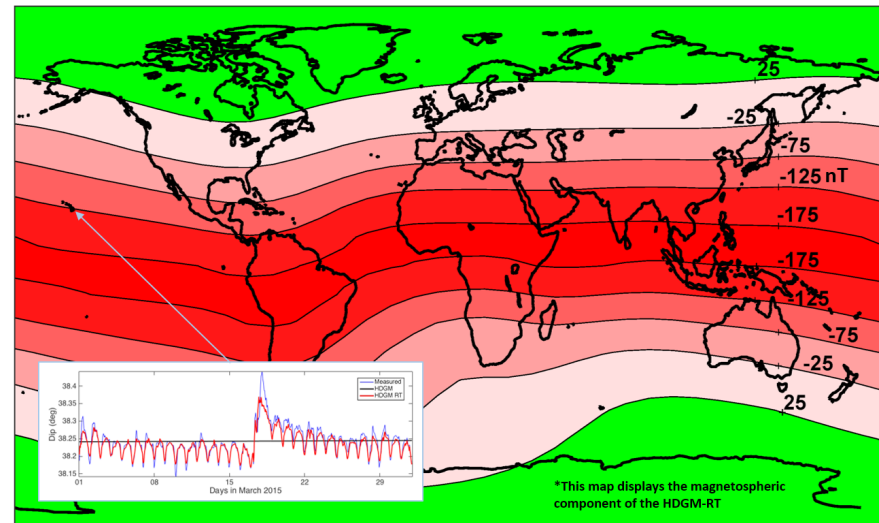 25
-25
-75
-125 nT
-175
-175
-125
-75
-25
25
38.4
38.35
38.3
38.25
38.2
38.15
Dip (deg)
Measured
HDGM
HDGM RT
01 08 15 22 29
Days in March 2015
*This map displays the magnetospheric
component of the HDGM-RT